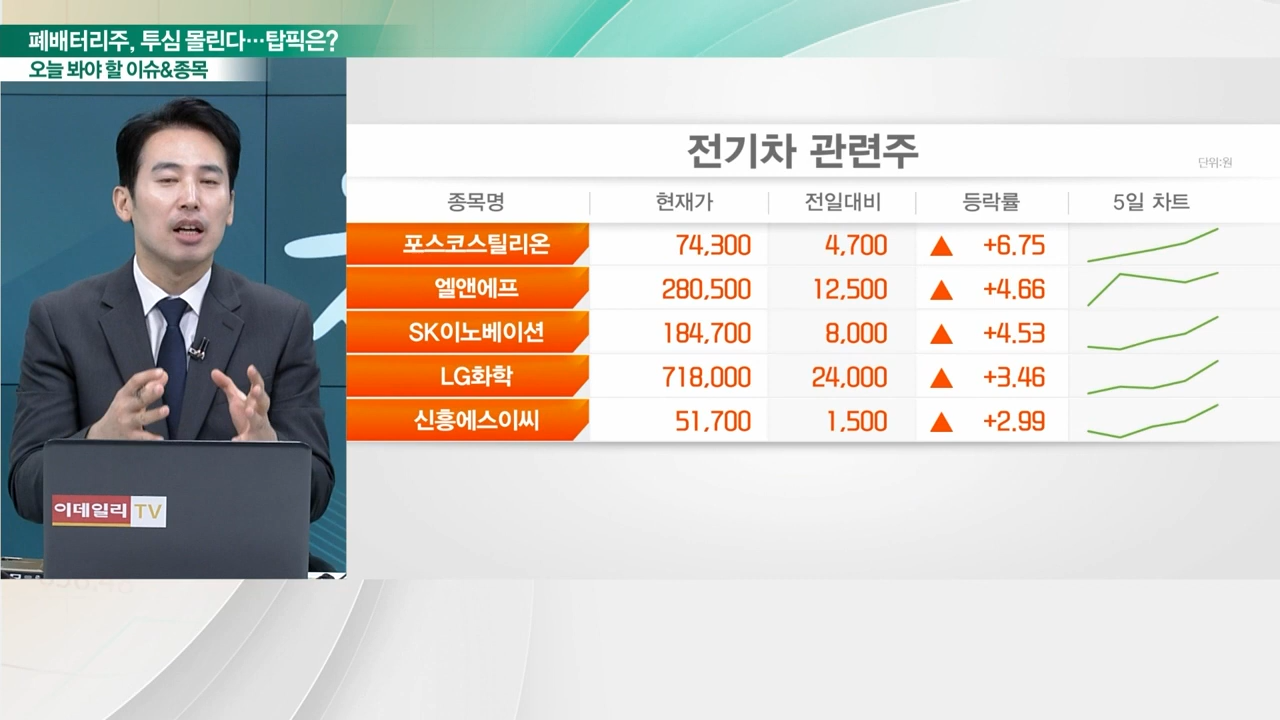 폐배터리주, 투심 몰린다…탑픽은?
오늘 봐야 할 이슈&종목
전기차 관련주
단위:원
종목명 현재가 전일대비 등락률 5일 차트
포스코스틸리온 74,300 4,700 ▲ +6.75
엘앤에프 280,500 12,500 ▲ +4.66
SK이노베이션 184,700 8,000 ▲ +4.53
LG화학 718,000 24,000 ▲ +3.46
신흥에스이씨 51,700 1,500 ▲ +2.99
이데일리TV